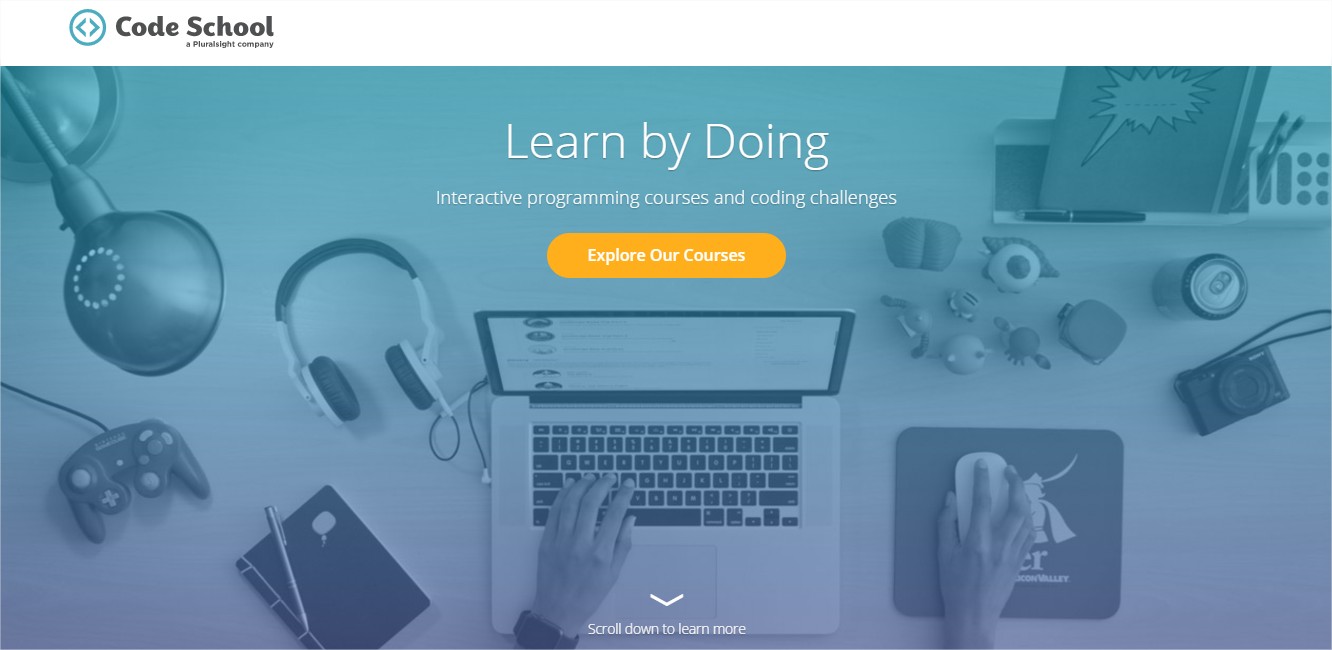 Code School
a Pluralsight company
Learn by Doing
Interactive programming courses and coding challenges
Explore Our Courses
Scroll down to learn more